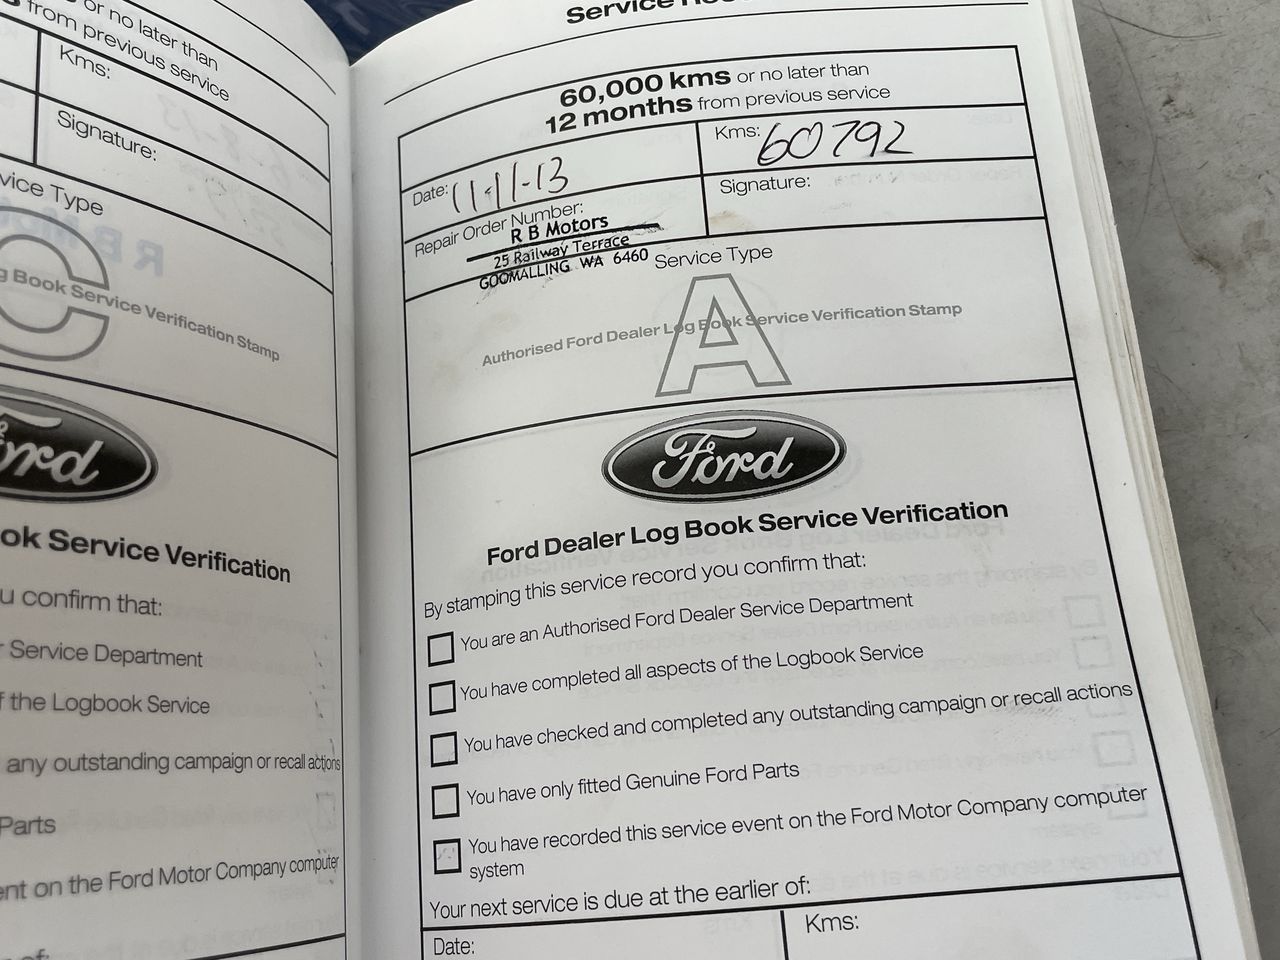 or no later than
from previous service
Kms:
Signature:
vice Type
C
g Book Service Verification Stamp
Ford
ok Service Verification
u confirm that:
r Service Department
f the Logbook Service
any outstanding campaign or recall actions
Parts
ent on the Ford Motor Company computer
of:
Service
60,000 kms or no later than
12 months from previous service
Date: 11-11-13
Kms: 60792
Repair Order Number:
Signature:
R B Motors
25 Railway Terrace
GOOMALLING WA 6460
Service Type
A
Authorised Ford Dealer Log Book Service Verification Stamp
Ford
Ford Dealer Log Book Service Verification
By stamping this service record you confirm that:
You are an Authorised Ford Dealer Service Department
You have completed all aspects of the Logbook Service
You have checked and completed any outstanding campaign or recall actions
You have only fitted Genuine Ford Parts
You have recorded this service event on the Ford Motor Company computer
system
Your next service is due at the earlier of:
Date:
Kms: